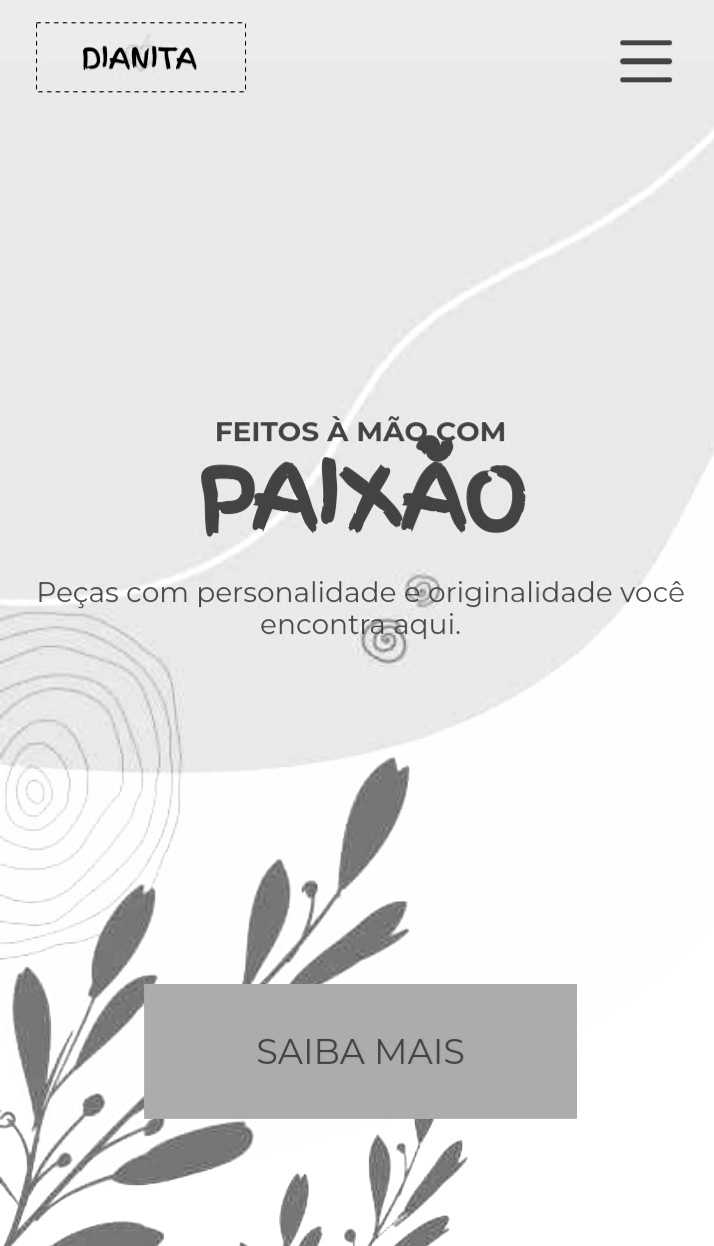 DIANITA
FEITOS À MÃO COM
PAIXÃO
Peças com personalidade e originalidade você
encontra aqui.
SAIBA MAIS